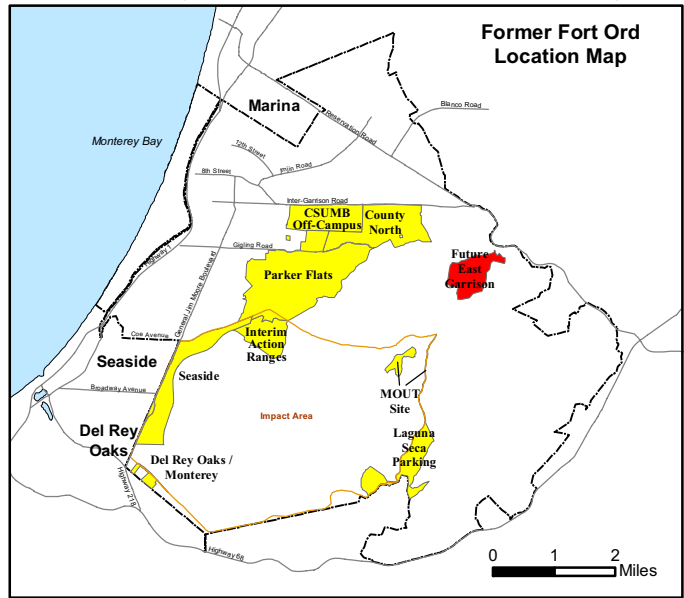 Former Fort Ord
Location Map
Marina
Blanco Road
Reservation Road
Monterey Bay
12th Street
8th Street
Imjin Road
Inter-Garrison Road
CSUMB
Off-Campus
County
North
Gigling Road
Highway 1
General Jim Moore Boulevard
Parker Flats
Future
East
Garrison
Coe Avenue
Interim
Action
Ranges
Seaside
Seaside
Broadway Avenue
MOUT
Site
Impact Area
Del Rey
Oaks
Laguna
Seca
Parking
Del Rey Oaks /
Monterey
Highway 218
Highway 68
0 1 2
Miles